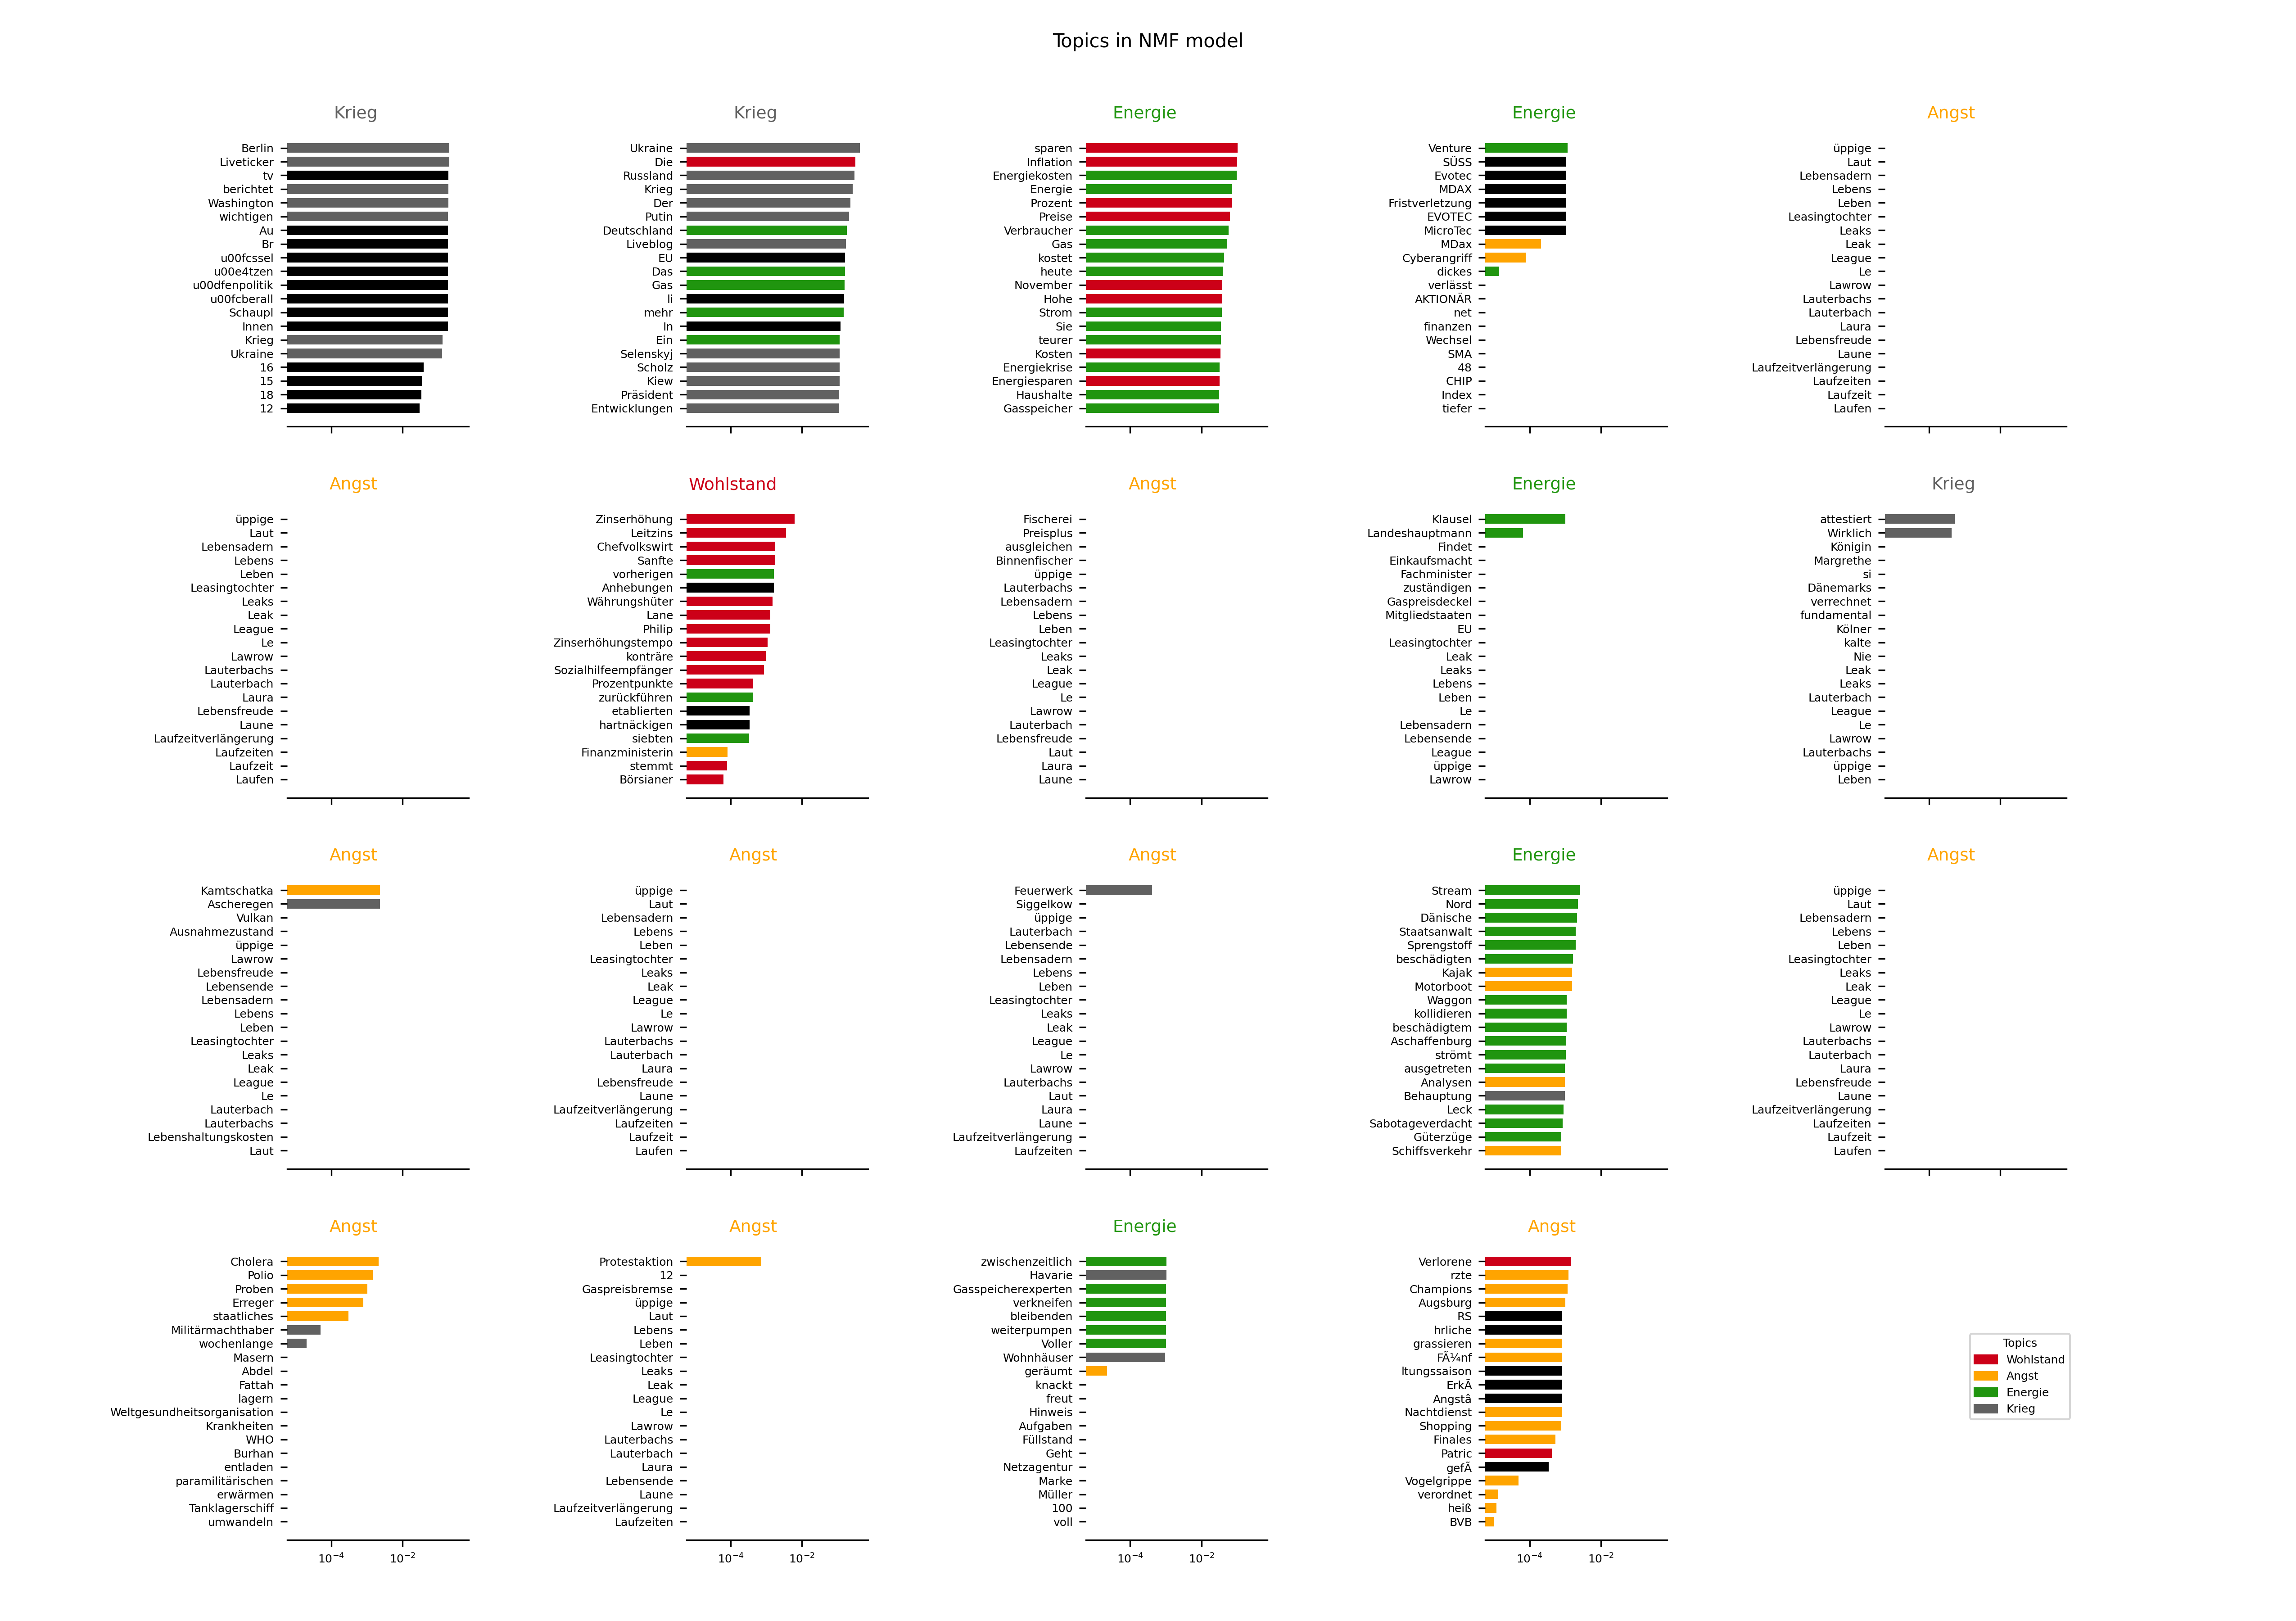 Topics in NMF model
Krieg
Berlin
Liveticker
tv
berichtet
Washington
wichtigen
Au
Br
u00fcssel
u00e4tzen
u00dfenpolitik
u00fcberall
Schaupl
Innen
Krieg
Ukraine
16
15
18
12
Krieg
Ukraine
Die
Russland
Krieg
Der
Putin
Deutschland
Liveblog
EU
Das
Gas
li
mehr
In
Ein
Selenskyj
Scholz
Kiew
Präsident
Entwicklungen
Energie
sparen
Inflation
Energiekosten
Energie
Prozent
Preise
Verbraucher
Gas
kostet
heute
November
Hohe
Strom
Sie
teurer
Kosten
Energiekrise
Energiesparen
Haushalte
Gasspeicher
Energie
Venture
SÜSS
Evotec
MDAX
Fristverletzung
EVOTEC
MicroTec
MDax
Cyberangriff
dickes
verlässt
AKTIONÄR
net
finanzen
Wechsel
SMA
48
CHIP
Index
tiefer
Angst
üppige
Laut
Lebensadern
Lebens
Leben
Leasingtochter
Leaks
Leak
League
Le
Lawrow
Lauterbachs
Lauterbach
Laura
Lebensfreude
Laune
Laufzeitverlängerung
Laufzeiten
Laufzeit
Laufen
Angst
üppige
Laut
Lebensadern
Lebens
Leben
Leasingtochter
Leaks
Leak
League
Le
Lawrow
Lauterbachs
Lauterbach
Laura
Lebensfreude
Laune
Laufzeitverlängerung
Laufzeiten
Laufzeit
Laufen
Wohlstand
Zinserhöhung
Leitzins
Chefvolkswirt
Sanfte
vorherigen
Anhebungen
Währungshüter
Lane
Philip
Zinserhöhungstempo
konträre
Sozialhilfeempfänger
Prozentpunkte
zurückführen
etablierten
hartnäckigen
siebten
Finanzministerin
stemmt
Börsianer
Angst
Fischerei
Preisplus
ausgleichen
Binnenfischer
üppige
Lauterbachs
Lebensadern
Lebens
Leben
Leasingtochter
Leaks
Leak
League
Le
Lawrow
Lauterbach
Lebensfreude
Laut
Laura
Laune
Energie
Klausel
Landeshauptmann
Findet
Einkaufsmacht
Fachminister
zuständigen
Gaspreisdeckel
Mitgliedstaaten
EU
Leasingtochter
Leak
Leaks
Lebens
Leben
Le
Lebensadern
Lebensende
League
üppige
Lawrow
Krieg
attestiert
Wirklich
Königin
Margrethe
si
Dänemarks
verrechnet
fundamental
Kölner
kalte
Nie
Leak
Leaks
Lauterbach
League
Le
Lawrow
Lauterbachs
üppige
Leben
Angst
Kamtschatka
Ascheregen
Vulkan
Ausnahmezustand
üppige
Lawrow
Lebensfreude
Lebensende
Lebensadern
Lebens
Leben
Leasingtochter
Leaks
Leak
League
Le
Lauterbach
Lauterbachs
Lebenshaltungskosten
Laut
Angst
üppige
Laut
Lebensadern
Lebens
Leben
Leasingtochter
Leaks
Leak
League
Le
Lawrow
Lauterbachs
Lauterbach
Laura
Lebensfreude
Laune
Laufzeitverlängerung
Laufzeiten
Laufzeit
Laufen
Angst
Feuerwerk
Siggelkow
üppige
Lauterbach
Lebensende
Lebensadern
Lebens
Leben
Leasingtochter
Leaks
Leak
League
Le
Lawrow
Lauterbachs
Laut
Laura
Laune
Laufzeitverlängerung
Laufzeiten
Energie
Stream
Nord
Dänische
Staatsanwalt
Sprengstoff
beschädigten
Kajak
Motorboot
Waggon
kollidieren
beschädigtem
Aschaffenburg
strömt
ausgetreten
Analysen
Behauptung
Leck
Sabotageverdacht
Güterzüge
Schiffsverkehr
Angst
üppige
Laut
Lebensadern
Lebens
Leben
Leasingtochter
Leaks
Leak
League
Le
Lawrow
Lauterbachs
Lauterbach
Laura
Lebensfreude
Laune
Laufzeitverlängerung
Laufzeiten
Laufzeit
Laufen
Angst
Cholera
Polio
Proben
Erreger
staatliches
Militärmachthaber
wochenlange
Masern
Abdel
Fattah
lagern
Weltgesundheitsorganisation
Krankheiten
WHO
Burhan
entladen
paramilitärischen
erwärmen
Tanklagerschiff
umwandeln
10⁻⁴ 10⁻²
Angst
Protestaktion
12
Gaspreisbremse
üppige
Laut
Lebens
Leben
Leasingtochter
Leaks
Leak
League
Le
Lawrow
Lauterbachs
Lauterbach
Laura
Lebensende
Laune
Laufzeitverlängerung
Laufzeiten
10⁻⁴ 10⁻²
Energie
zwischenzeitlich
Havarie
Gasspeicherexperten
verkneifen
bleibenden
weiterpumpen
Voller
Wohnhäuser
geräumt
knackt
freut
Hinweis
Aufgaben
Füllstand
Geht
Netzagentur
Marke
Müller
100
voll
10⁻⁴ 10⁻²
Angst
Verlorene
rzte
Champions
Augsburg
RS
hrliche
grassieren
FÃ¼nf
ltungssaison
ErkÃ
Angstâ
Nachtdienst
Shopping
Finales
Patric
gefÃ
Vogelgrippe
verordnet
heiß
BVB
10⁻⁴ 10⁻²
Topics
Wohlstand
Angst
Energie
Krieg